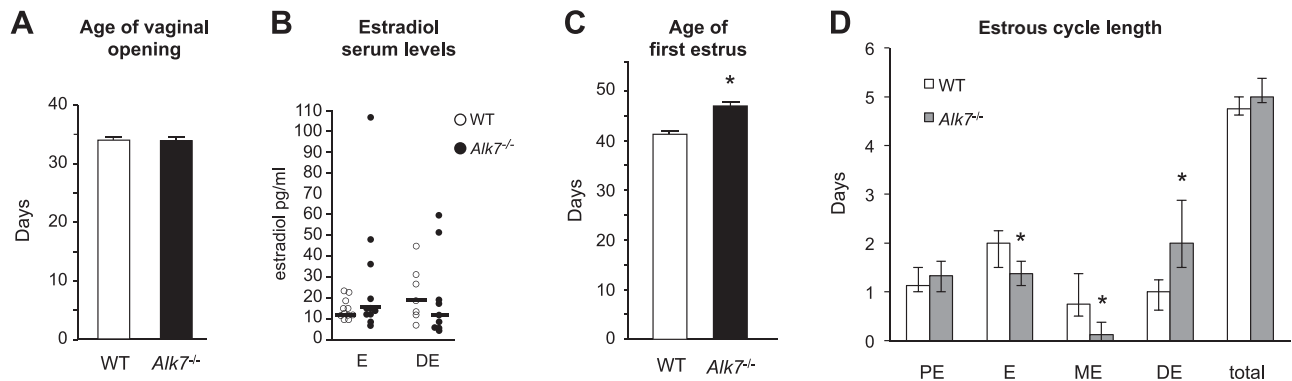 A
Age of vaginal
opening
40
30
20
10
0
Days
WT
Alk7-/-
B
Estradiol
serum levels
110
100
90
80
70
60
50
40
30
20
10
0
estradiol pg/ml
WT
Alk7-/-
E
DE
C
Age of
first estrus
50
40
30
20
10
0
Days
*
WT
Alk7-/-
D
Estrous cycle length
6
5
4
3
2
1
0
Days
WT
Alk7-/-
*
*
*
PE
E
ME
DE
total